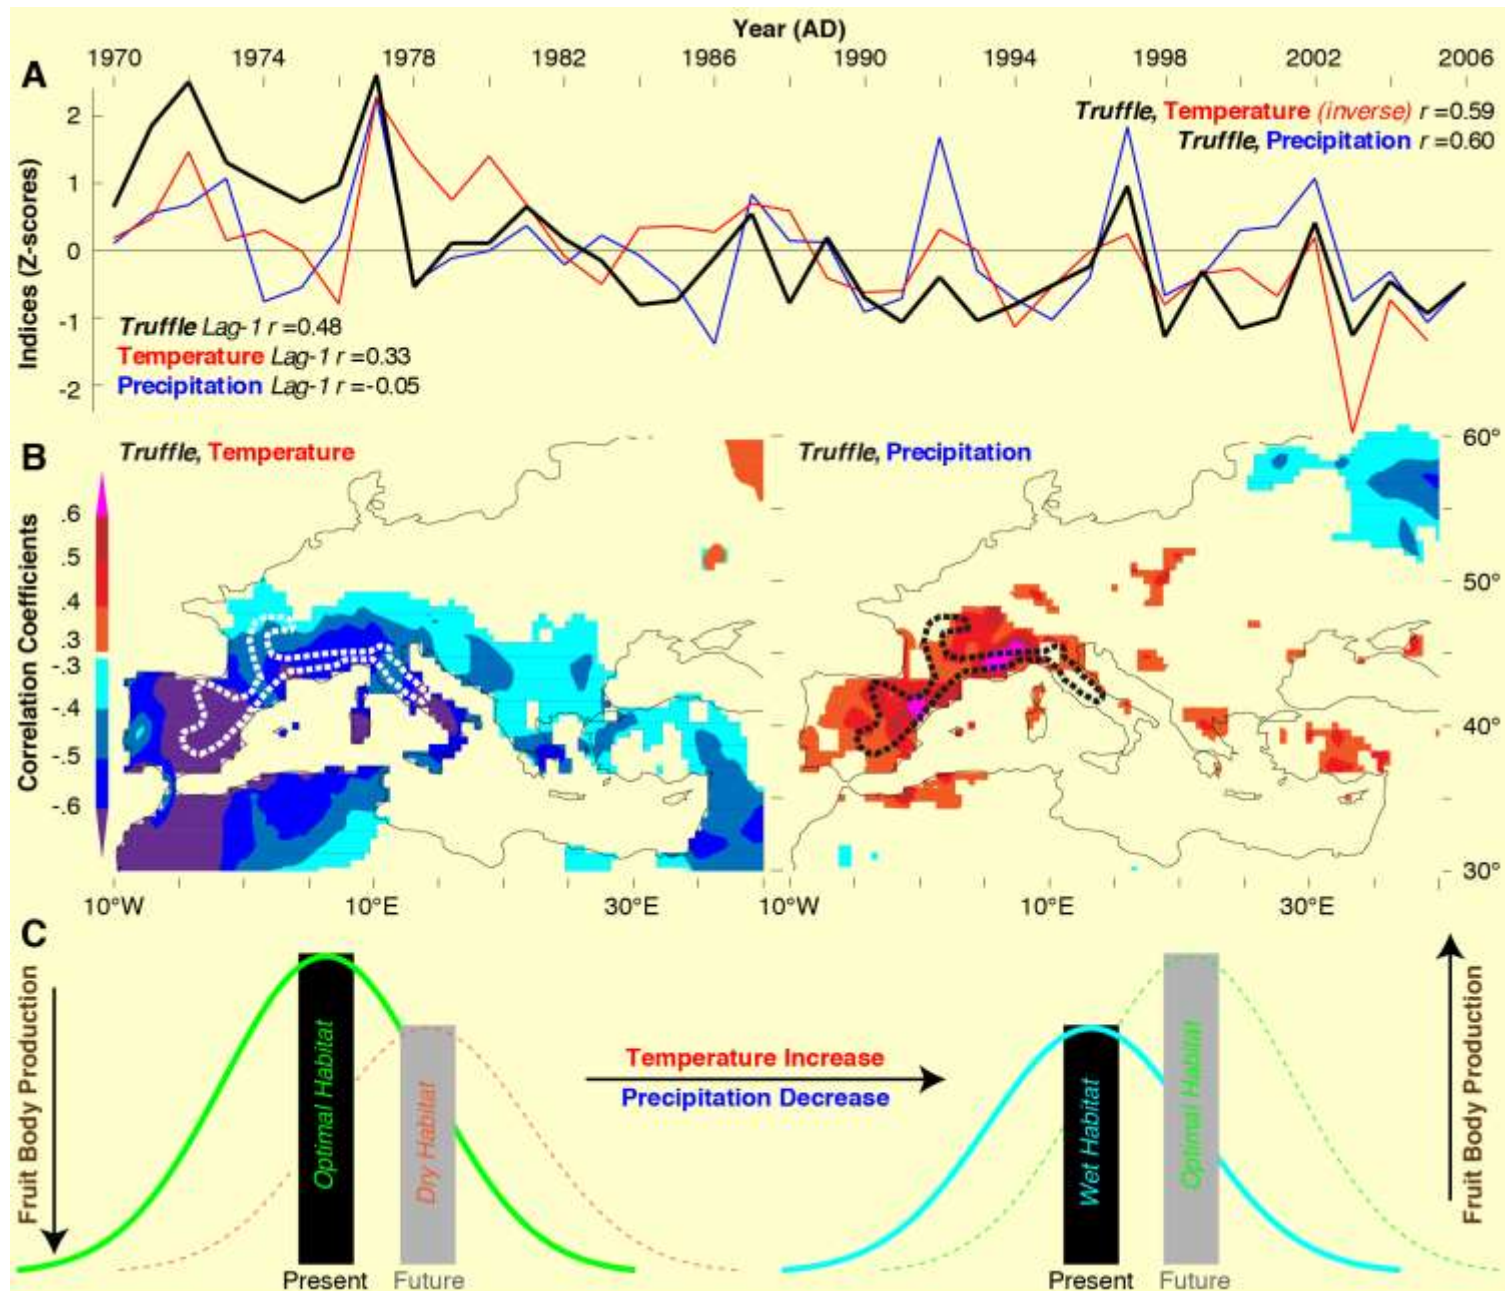 Year (AD)
1970 1974 1978 1982 1986 1990 1994 1998 2002 2006
A
Truffle, Temperature (inverse) r=0.59
Truffle, Precipitation r=0.60
Indices (Z-scores)
2
1
0
-1
-2
Truffle Lag-1 r=0.48
Temperature Lag-1 r=0.33
Precipitation Lag-1 r=-0.05
B
Truffle, Temperature
Truffle, Precipitation
Correlation Coefficients
.6
.5
.4
.3
-.3
-.4
-.5
-.6
60°
50°
40°
30°
10°W 10°E 30°E 10°W 10°E 30°E
C
Fruit Body Production
Optimal Habitat
Dry Habitat
Present Future
Temperature Increase
Precipitation Decrease
Wet Habitat
Optimal Habitat
Present Future
Fruit Body Production